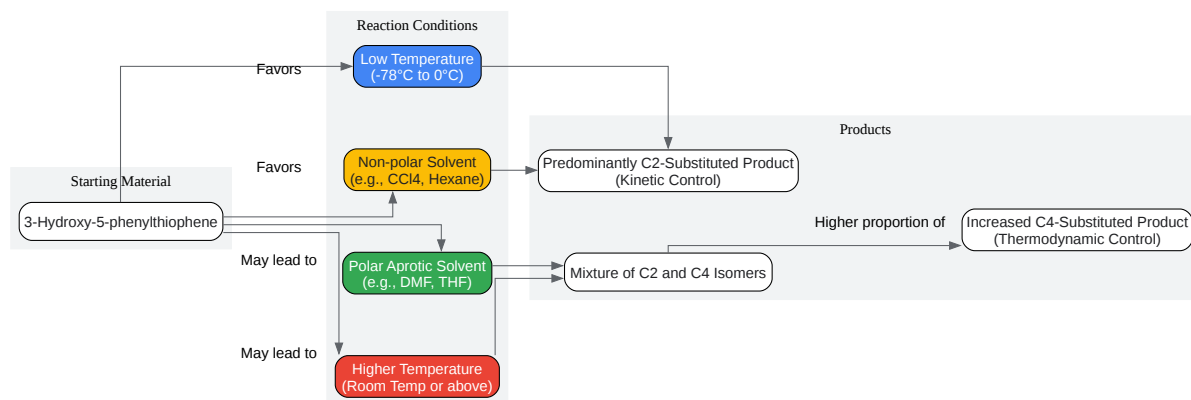 Reaction Conditions
Low Temperature
(-78°C to 0°C)
Favors
Products
Non-polar Solvent
(e.g., CCl4, Hexane)
Favors
Predominantly C2-Substituted Product
(Kinetic Control)
Starting Material
3-Hydroxy-5-phenylthiophene
Higher proportion of
Increased C4-Substituted Product
(Thermodynamic Control)
May lead to
Polar Aprotic Solvent
(e.g., DMF, THF)
Mixture of C2 and C4 Isomers
May lead to
Higher Temperature
(Room Temp or above)